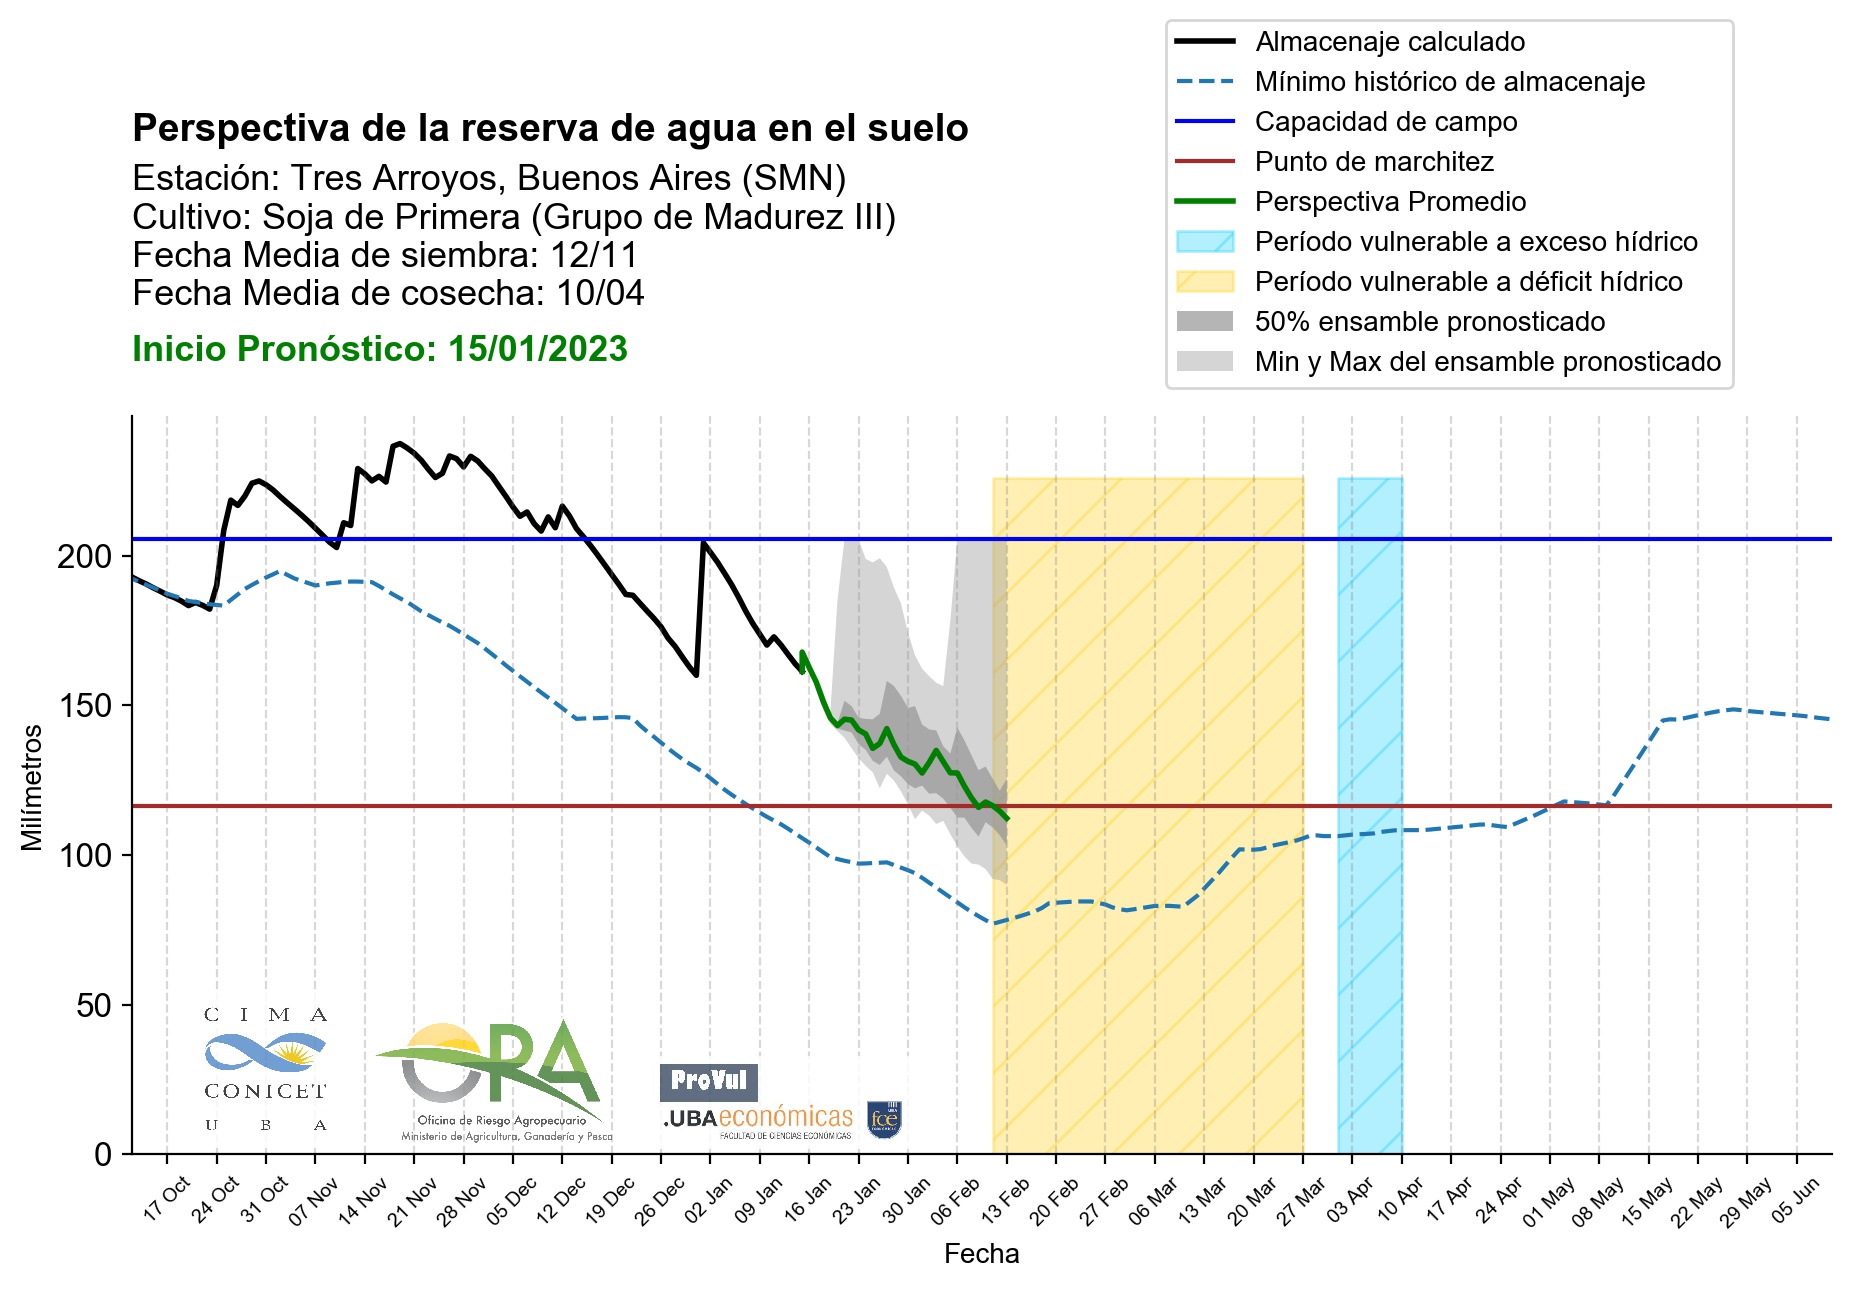 Almacenaje calculado
Mínimo histórico de almacenaje
Capacidad de campo
Punto de marchitez
Perspectiva Promedio
Período vulnerable a exceso hídrico
Período vulnerable a déficit hídrico
50% ensamble pronosticado
Min y Max del ensamble pronosticado
Perspectiva de la reserva de agua en el suelo
Estación: Tres Arroyos, Buenos Aires (SMN)
Cultivo: Soja de Primera (Grupo de Madurez III)
Fecha Media de siembra: 12/11
Fecha Media de cosecha: 10/04
Inicio Pronóstico: 15/01/2023
Milímetros
200
150
100
50
0
CIMA
CONICET
UBA
ORA
Oficina de Riesgo Agropecuario
Ministerio de Agricultura, Ganadería y Pesca
ProVul
.UBAeconómicas
FACULTAD DE CIENCIAS ECONÓMICAS
UBA
fce
ECONÓMICAS
17 Oct
24 Oct
31 Oct
07 Nov
14 Nov
21 Nov
28 Nov
05 Dec
12 Dec
19 Dec
26 Dec
02 Jan
09 Jan
16 Jan
23 Jan
30 Jan
06 Feb
13 Feb
20 Feb
27 Feb
06 Mar
13 Mar
20 Mar
27 Mar
03 Apr
10 Apr
17 Apr
24 Apr
01 May
08 May
15 May
22 May
29 May
05 Jun
Fecha